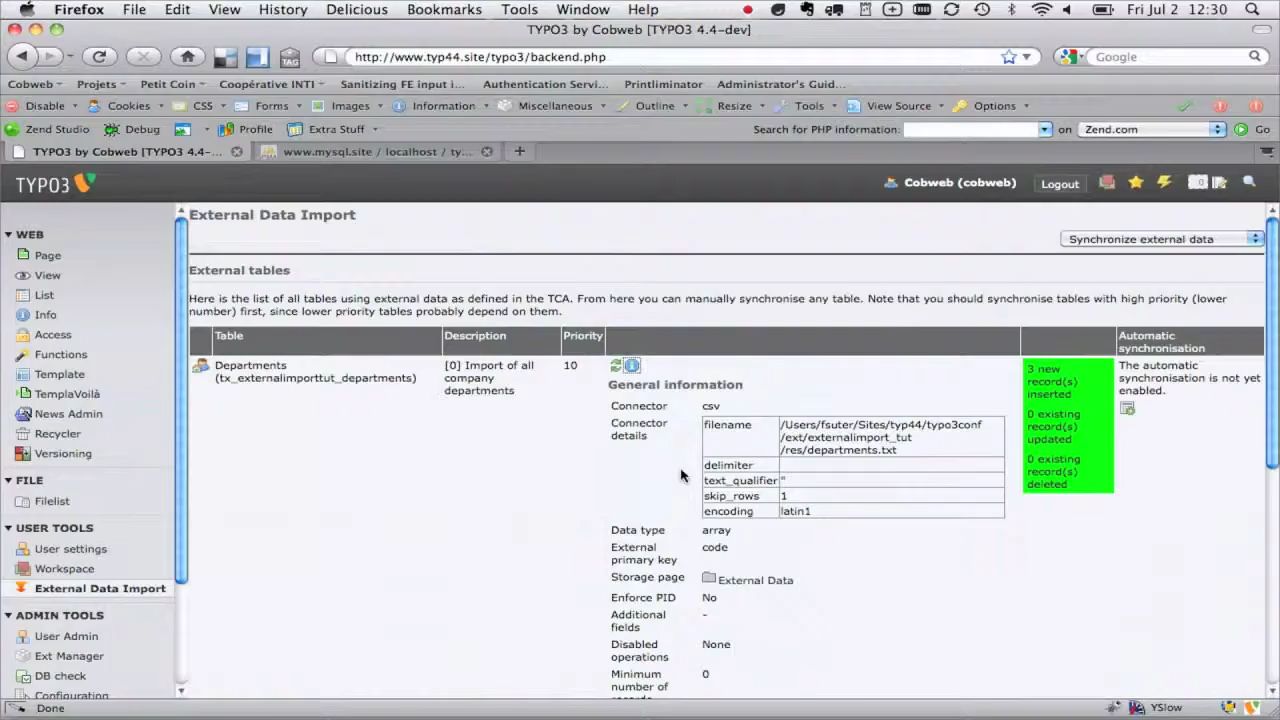 Firefox File Edit View History Delicious Bookmarks Tools Window Help Fri Jul 2 12:30
TYPO3 by Cobweb [TYPO3 4.4-dev]
http://www.typ44.site/typo3/backend.php
Google
TAG
Cobweb Projets Petit Coin Coopérative INTI Sanitizing FE input i... Authentication Servi... Printliminator Administrator's Guid...
Disable Cookies CSS Forms Images Information Miscellaneous Outline Resize Tools View Source Options
Zend Studio Debug Profile Extra Stuff Search for PHP information: on Zend.com Go
TYPO3 by Cobweb [TYPO3 4.4-... www.mysql.site / localhost / ty...
TYPO3
Cobweb (cobweb) Logout 0
WEB
Page
View
List
Info
Access
Functions
Template
TemplaVoilà
News Admin
Recycler
Versioning
FILE
Filelist
USER TOOLS
User settings
Workspace
External Data Import
ADMIN TOOLS
User Admin
Ext Manager
DB check
Configuration
External Data Import
Synchronize external data
External tables
Here is the list of all tables using external data as defined in the TCA. From here you can manually synchronise any table. Note that you should synchronise tables with high priority (lower
number) first, since lower priority tables probably depend on them.
Table Description Priority Automatic
synchronisation
Departments
(tx_externalimporttut_departments)
[0] Import of all
company
departments
10
General information
Connector csv
Connector
details
filename /Users/fsuter/Sites/typ44/typo3conf
/ext/externalimport_tut
/res/departments.txt
delimiter
text_qualifier "
skip_rows 1
encoding latin1
Data type array
External
primary key
code
Storage page External Data
Enforce PID No
Additional
fields
-
Disabled
operations
None
Minimum
number of
records
0
3 new
record(s)
inserted
0 existing
record(s)
updated
0 existing
record(s)
deleted
The automatic
synchronisation is not yet
enabled.
Done
YSlow